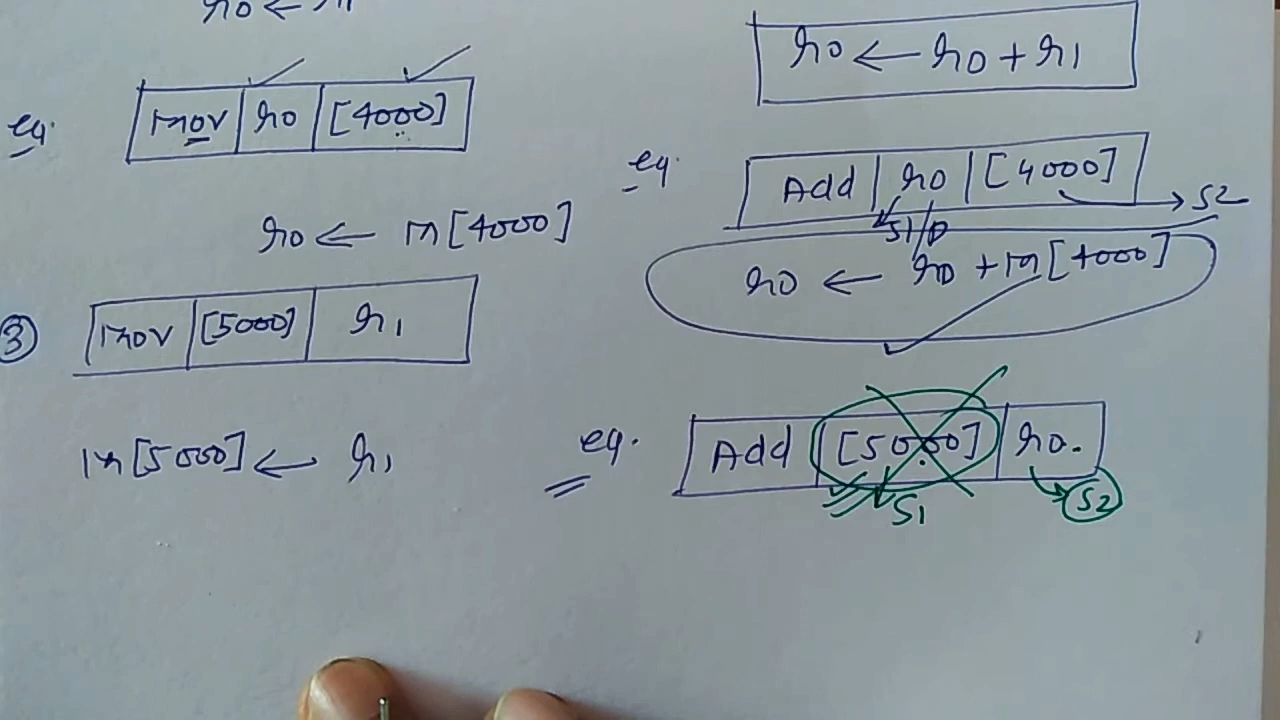 r0 ← r1
eg. mov r0 [4000]
r0 ← m[4000]
③ mov [5000] r1
m[5000] ← r1
r0 ← r0 + r1
eg. Add r0 [4000]
S1/D S2
r0 ← r0 + m[4000]
eg. Add [5000] r0.
S1 S2